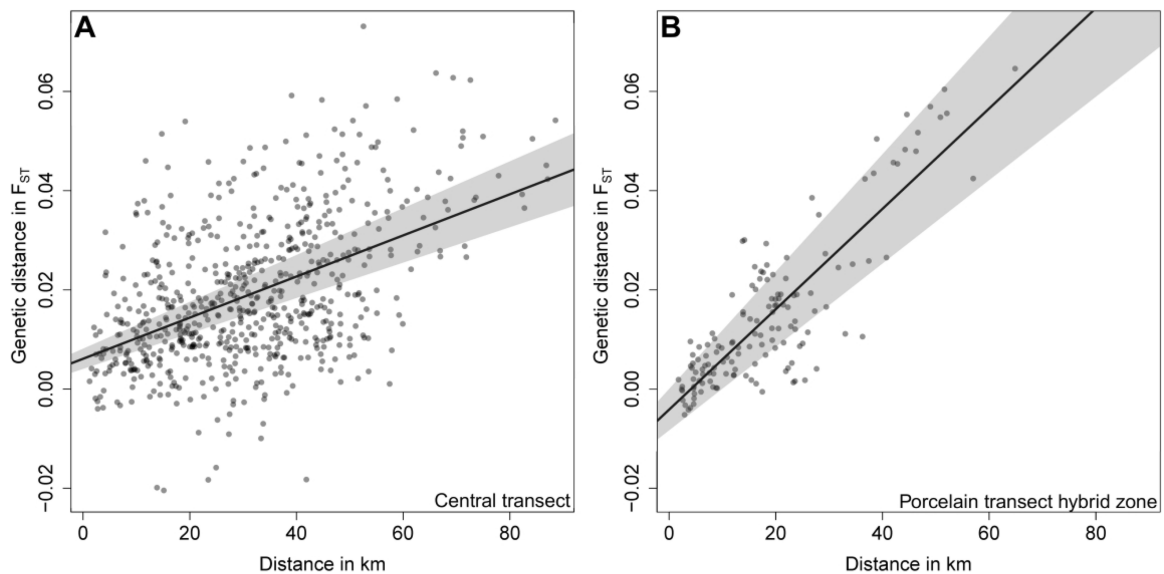 A
Genetic distance in FST
0.06
0.04
0.02
0.00
−0.02
Central transect
0 20 40 60 80
Distance in km
B
Genetic distance in FST
0.06
0.04
0.02
0.00
−0.02
Porcelain transect hybrid zone
0 20 40 60 80
Distance in km